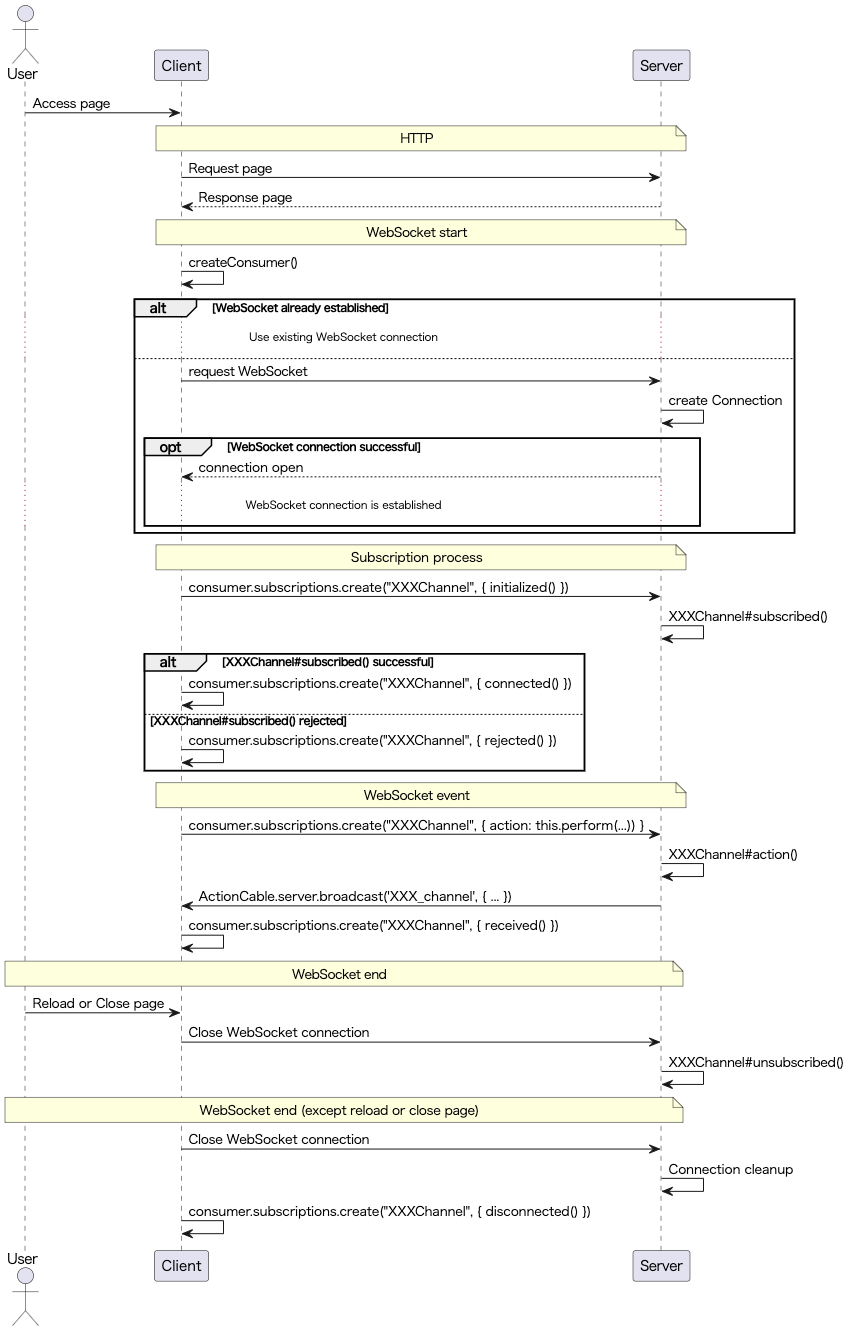 User
Client
Server
Access page
HTTP
Request page
Response page
WebSocket start
createConsumer()
alt
[WebSocket already established]
Use existing WebSocket connection
request WebSocket
create Connection
opt
[WebSocket connection successful]
connection open
WebSocket connection is established
Subscription process
consumer.subscriptions.create("XXXChannel", { initialized() })
XXXChannel#subscribed()
alt
[XXXChannel#subscribed() successful]
consumer.subscriptions.create("XXXChannel", { connected() })
[XXXChannel#subscribed() rejected]
consumer.subscriptions.create("XXXChannel", { rejected() })
WebSocket event
consumer.subscriptions.create("XXXChannel", { action: this.perform(...)) }
XXXChannel#action()
ActionCable.server.broadcast('XXX_channel', { ... })
consumer.subscriptions.create("XXXChannel", { received() })
WebSocket end
Reload or Close page
Close WebSocket connection
XXXChannel#unsubscribed()
WebSocket end (except reload or close page)
Close WebSocket connection
Connection cleanup
consumer.subscriptions.create("XXXChannel", { disconnected() })
User
Client
Server